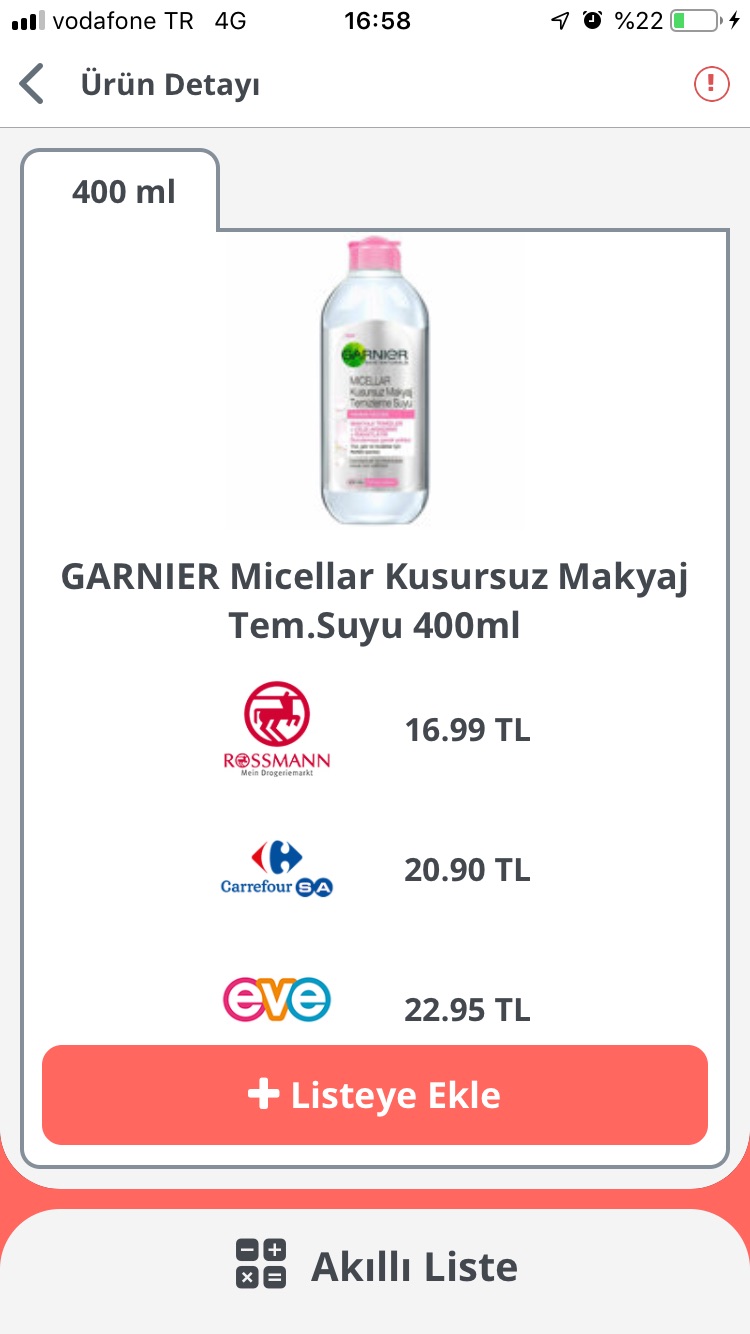 vodafone TR 4G 16:58 %22
Ürün Detayı
400 ml
GARNIER
MICELLAR
Kusursuz Makyaj
Temizleme Suyu
GARNIER Micellar Kusursuz Makyaj
Tem.Suyu 400ml
ROSSMANN
Mein Drogeriemarkt
16.99 TL
Carrefour SA
20.90 TL
eve
22.95 TL
+ Listeye Ekle
Akıllı Liste